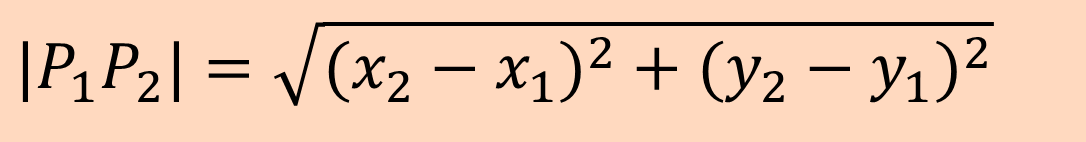 |P₁P₂| = √(x₂ − x₁)² + (y₂ − y₁)²